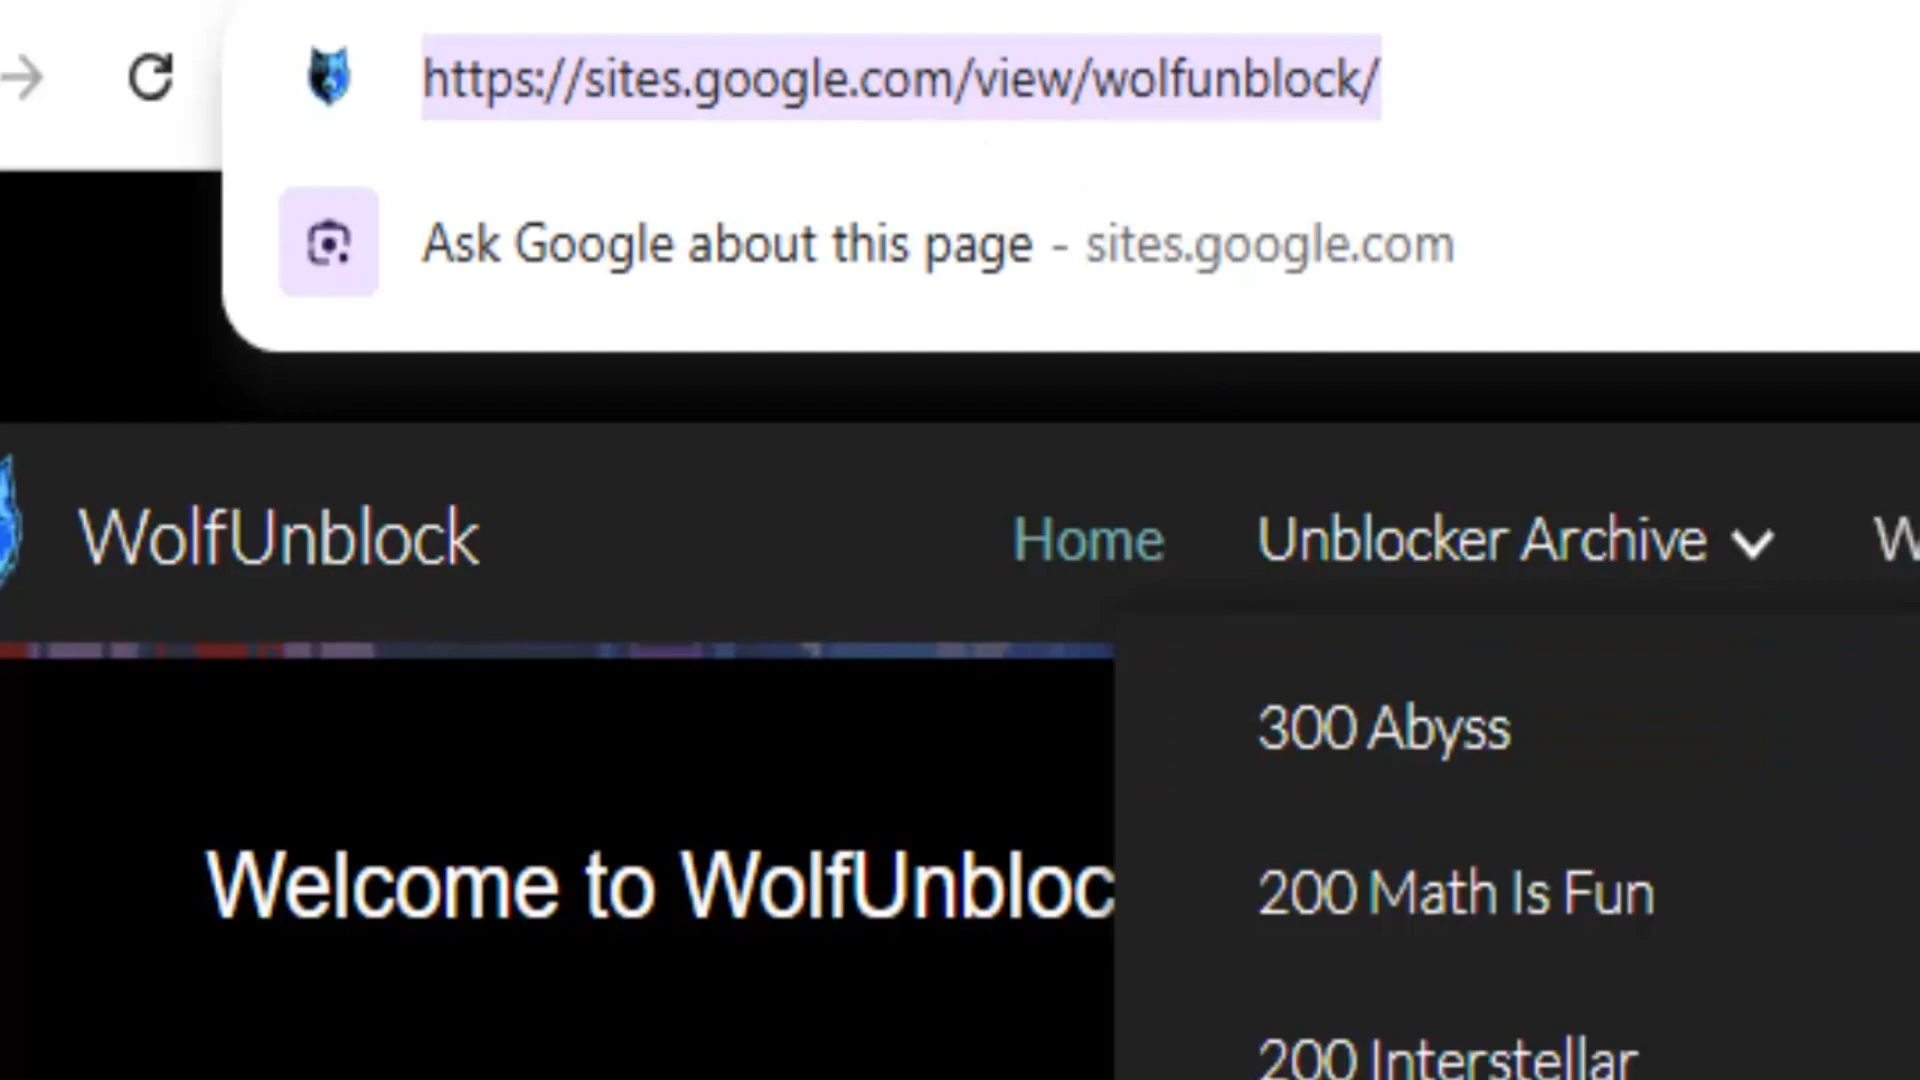 https://sites.google.com/view/wolfunblock/
Ask Google about this page - sites.google.com
WolfUnblock
Home
Unblocker Archive
W
300 Abyss
Welcome to WolfUnbloc
200 Math Is Fun
200 Interstellar